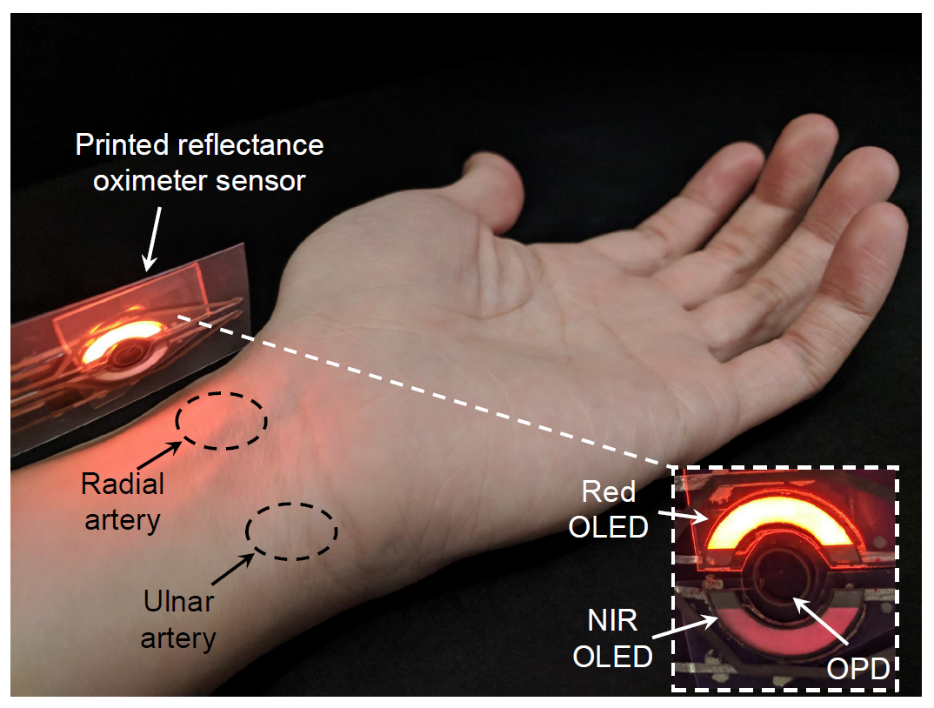 Printed reflectance
oximeter sensor
Radial
artery
Ulnar
artery
Red
OLED
NIR
OLED
OPD